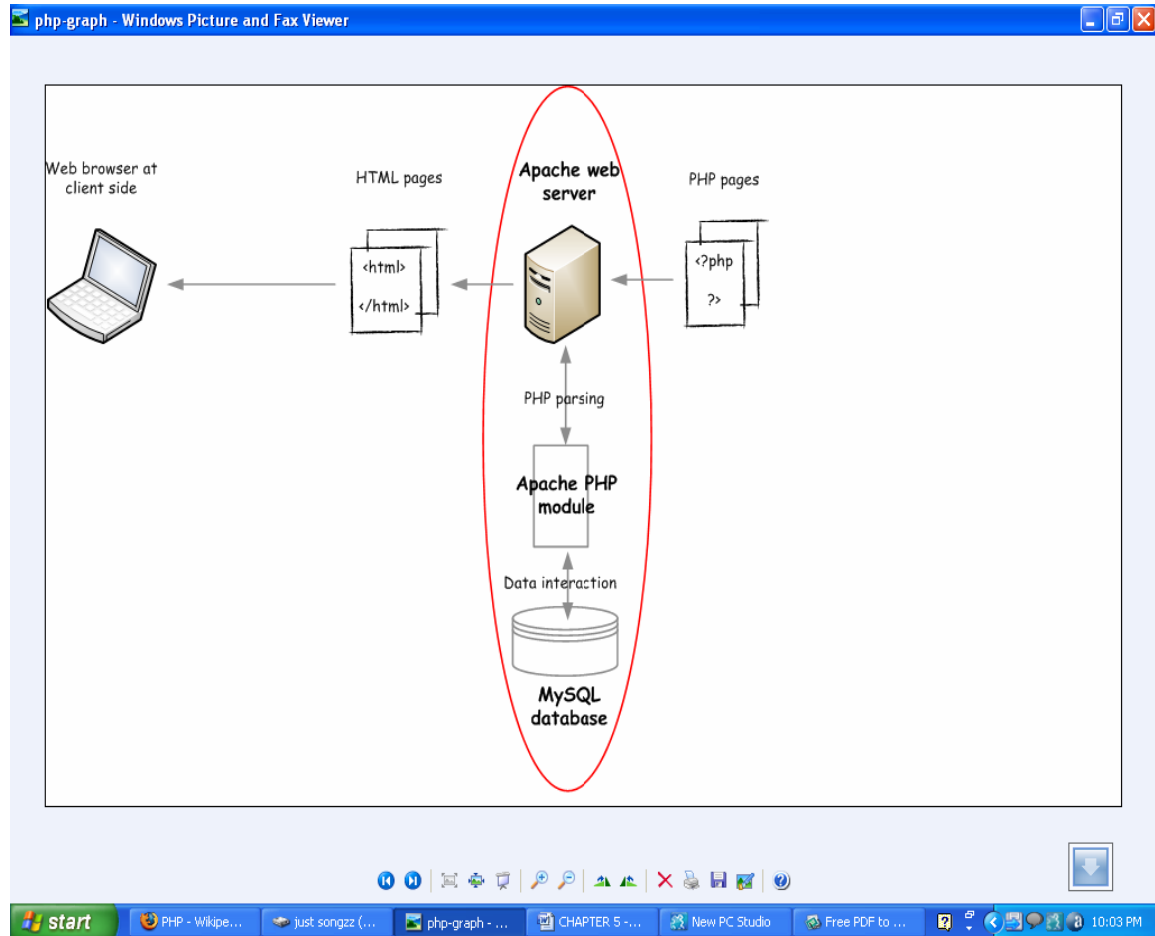 php-graph - Windows Picture and Fax Viewer
Web browser at
client side
HTML pages
Apache web
server
PHP pages
<html>
</html>
<?php
?>
PHP parsing
Apache PHP
module
Data interaction
MySQL
database
start
PHP - Wikipe...
just songzz (...
php-graph - ...
CHAPTER 5 -...
New PC Studio
Free PDF to ...
10:03 PM